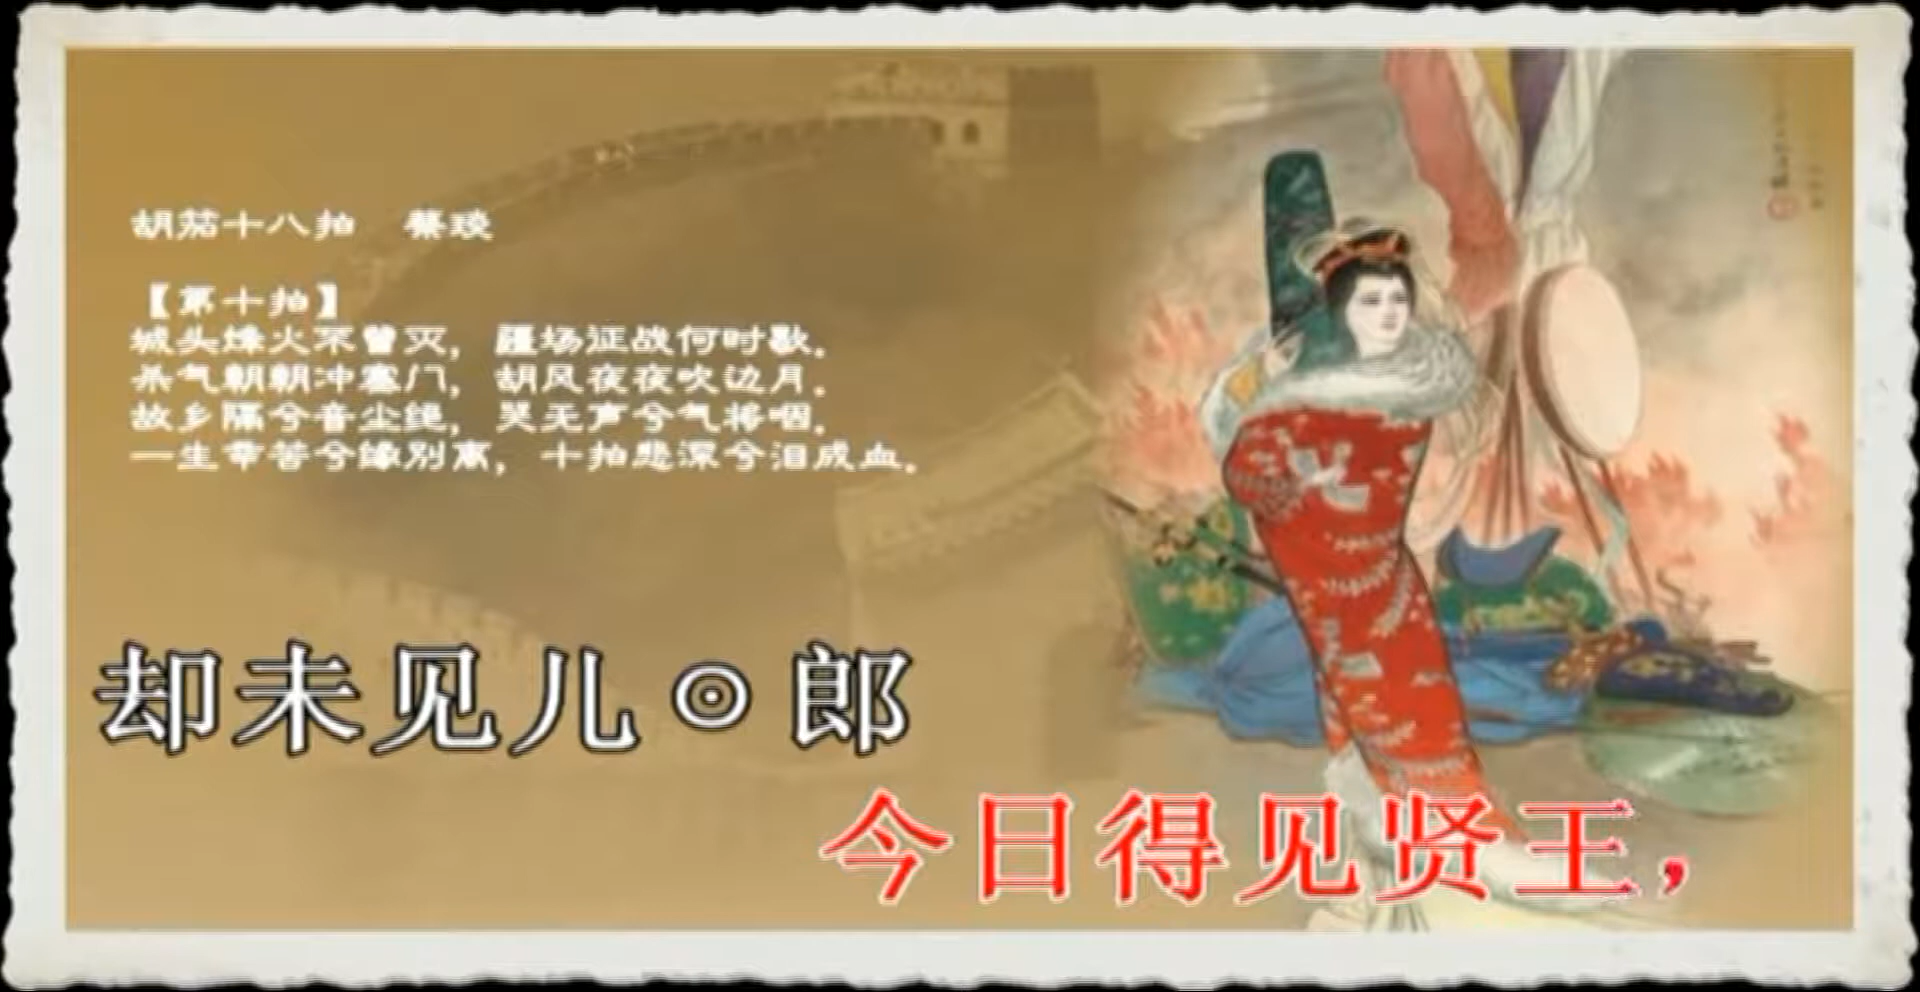 胡茄十八拍　蔡琰
【第十拍】
城头烽火不曾灭，疆场征战何时歇。
杀气朝朝冲塞门，胡风夜夜吹边月。
故乡隔兮音尘绝，哭无声兮气将咽。
一生辛苦兮缘别离，十拍悲深兮泪成血。
却未见儿⊙郎
今日得见贤王，